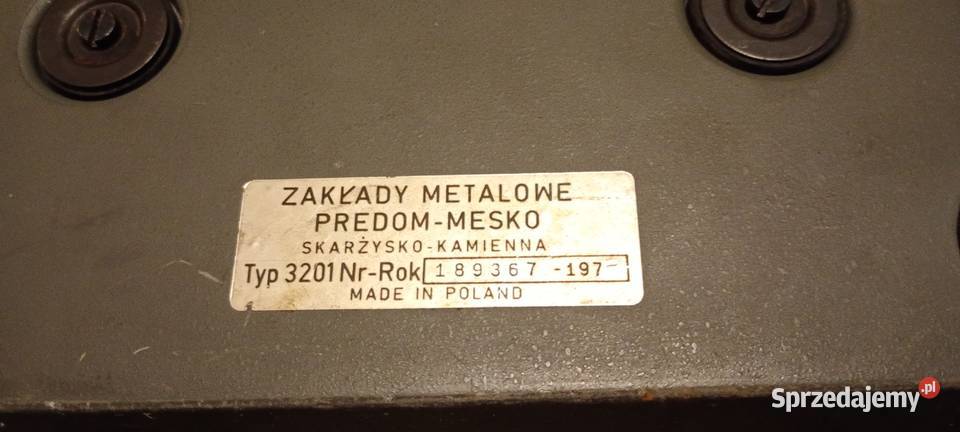 ZAKŁADY METALOWE
PREDOM-MESKO
SKARŻYSKO-KAMIENNA
Typ 3201 Nr-Rok 189367 -197-
MADE IN POLAND
Sprzedajemy.pl